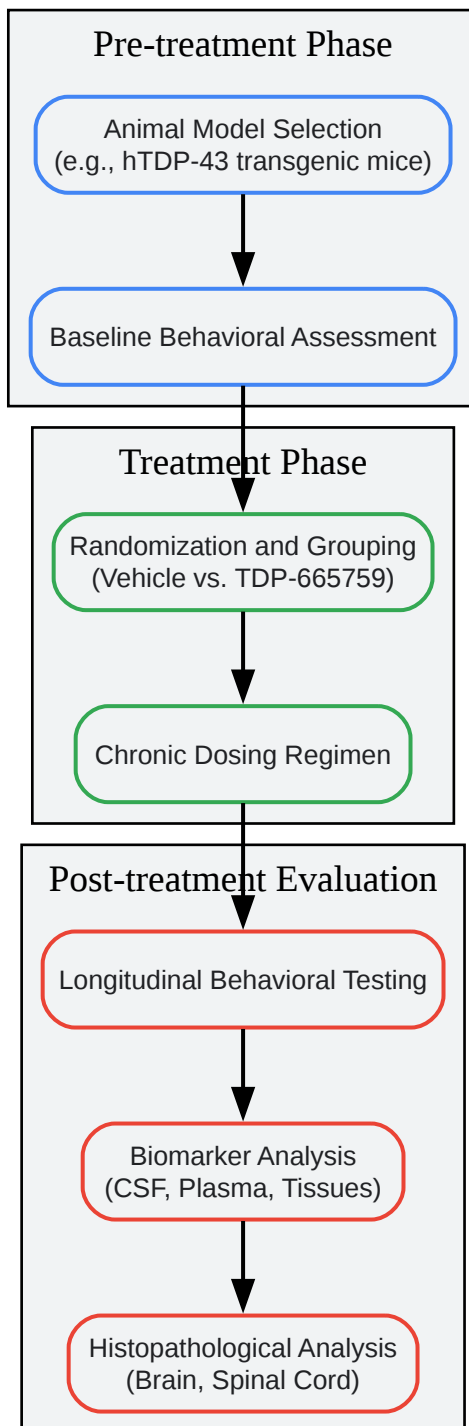 Pre-treatment Phase
Animal Model Selection
(e.g., hTDP-43 transgenic mice)
Baseline Behavioral Assessment
Treatment Phase
Randomization and Grouping
(Vehicle vs. TDP-665759)
Chronic Dosing Regimen
Post-treatment Evaluation
Longitudinal Behavioral Testing
Biomarker Analysis
(CSF, Plasma, Tissues)
Histopathological Analysis
(Brain, Spinal Cord)